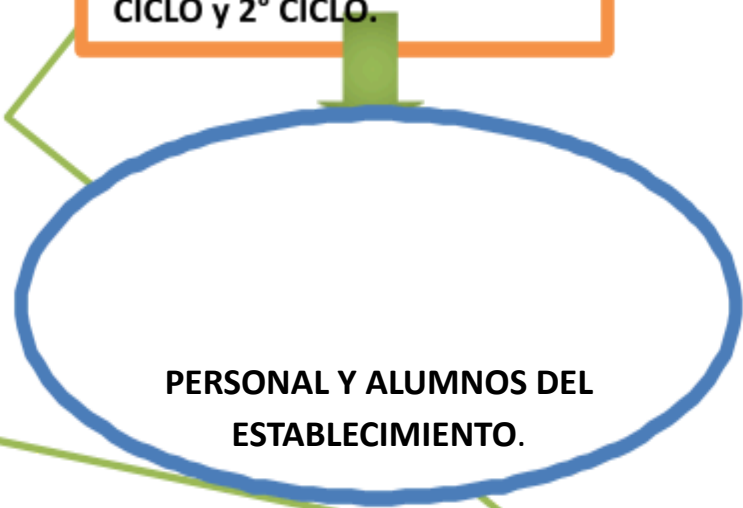 CICLO y 2° CICLO.
PERSONAL Y ALUMNOS DEL
ESTABLECIMIENTO.